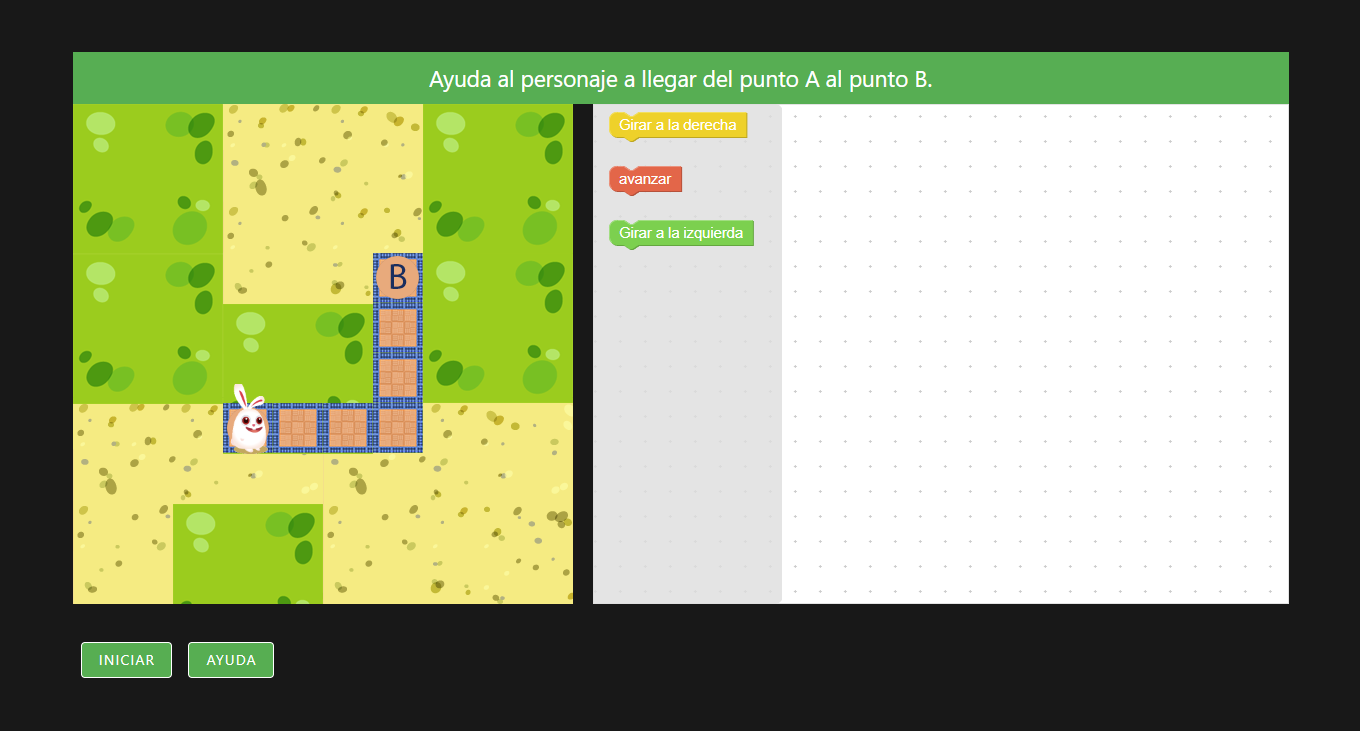 Ayuda al personaje a llegar del punto A al punto B.
Girar a la derecha
avanzar
Girar a la izquierda
B
INICIAR
AYUDA